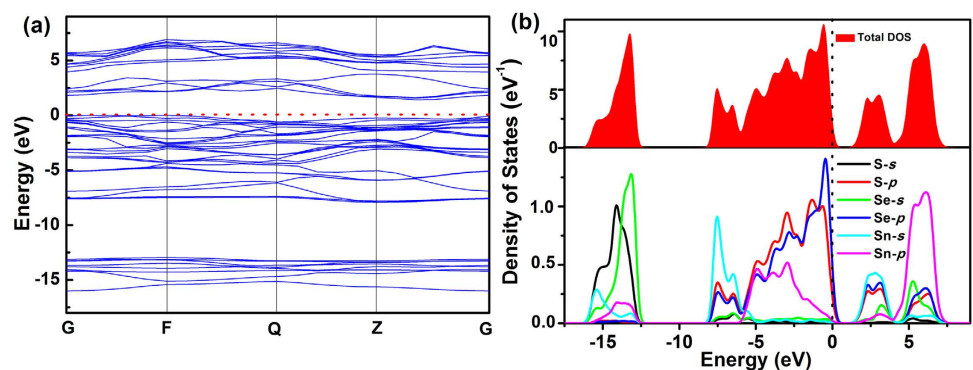 (a)
Energy (eV)
5
0
-5
-10
-15
G F Q Z G
(b)
Density of States (eV⁻¹)
10
5
0
Total DOS
1.0
0.5
0.0
S-s
S-p
Se-s
Se-p
Sn-s
Sn-p
-15 -10 -5 0 5
Energy (eV)